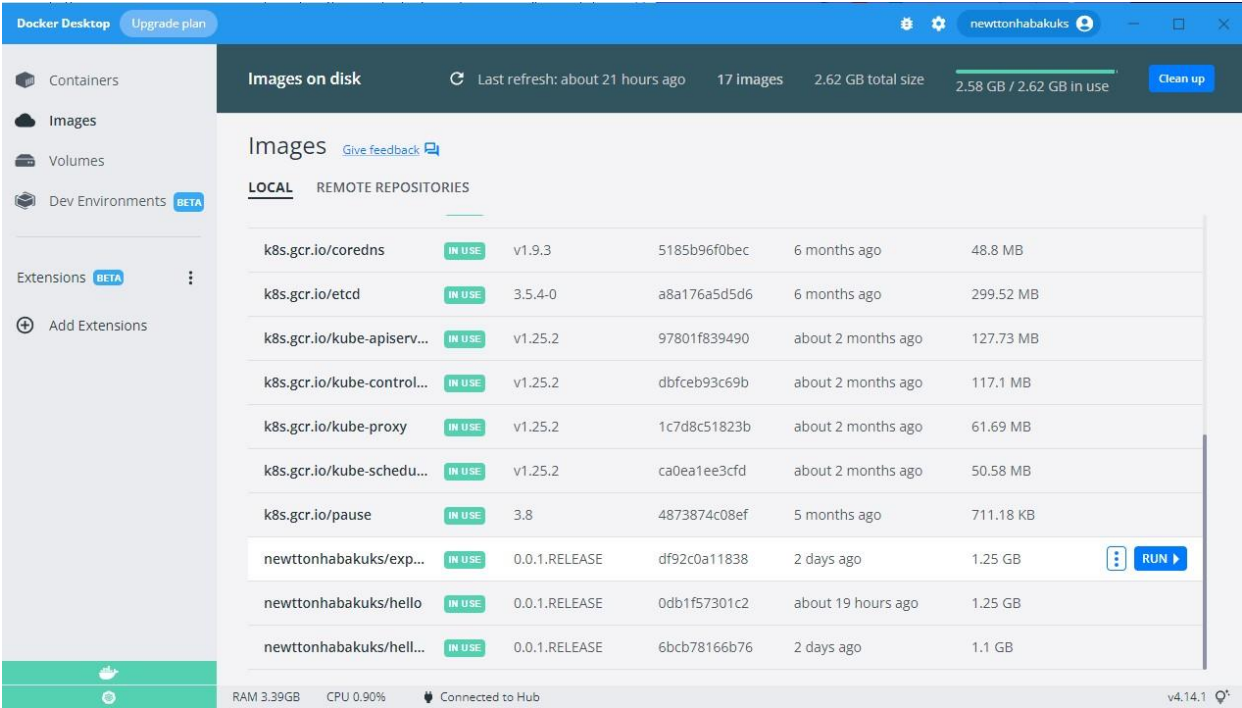 Docker Desktop Upgrade plan newttonhabakuks
Containers
Images
Volumes
Dev Environments BETA
Extensions BETA
Add Extensions
Images on disk Last refresh: about 21 hours ago 17 images 2.62 GB total size 2.58 GB / 2.62 GB in use Clean up
Images Give feedback
LOCAL REMOTE REPOSITORIES
k8s.gcr.io/coredns IN USE v1.9.3 5185b96f0bec 6 months ago 48.8 MB
k8s.gcr.io/etcd IN USE 3.5.4-0 a8a176a5d5d6 6 months ago 299.52 MB
k8s.gcr.io/kube-apiserv... IN USE v1.25.2 97801f839490 about 2 months ago 127.73 MB
k8s.gcr.io/kube-control... IN USE v1.25.2 dbfceb93c69b about 2 months ago 117.1 MB
k8s.gcr.io/kube-proxy IN USE v1.25.2 1c7d8c51823b about 2 months ago 61.69 MB
k8s.gcr.io/kube-schedu... IN USE v1.25.2 ca0ea1ee3cfd about 2 months ago 50.58 MB
k8s.gcr.io/pause IN USE 3.8 4873874c08ef 5 months ago 711.18 KB
newttonhabakuks/exp... IN USE 0.0.1.RELEASE df92c0a11838 2 days ago 1.25 GB RUN
newttonhabakuks/hello IN USE 0.0.1.RELEASE 0db1f57301c2 about 19 hours ago 1.25 GB
newttonhabakuks/hell... IN USE 0.0.1.RELEASE 6bcb78166b76 2 days ago 1.1 GB
RAM 3.39GB CPU 0.90% Connected to Hub v4.14.1